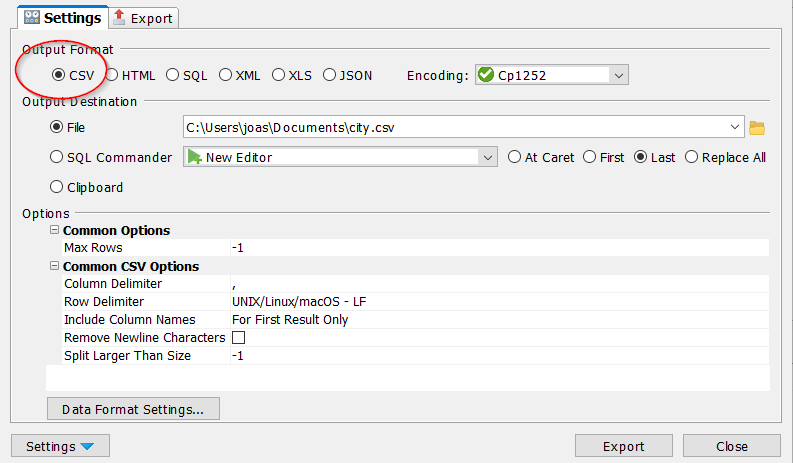 Settings Export
Output Format
CSV HTML SQL XML XLS JSON Encoding: Cp1252
Output Destination
File C:\Users\joas\Documents\city.csv
SQL Commander New Editor At Caret First Last Replace All
Clipboard
Options
Common Options
Max Rows -1
Common CSV Options
Column Delimiter ,
Row Delimiter UNIX/Linux/macOS - LF
Include Column Names For First Result Only
Remove Newline Characters
Split Larger Than Size -1
Data Format Settings...
Settings Export Close